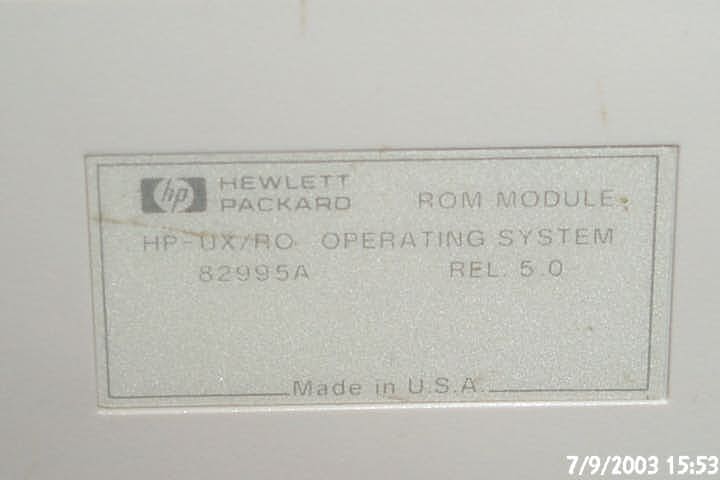 hp HEWLETT PACKARD ROM MODULE
HP-UX/RO OPERATING SYSTEM
82995A REL. 5.0
Made in U.S.A.
7/9/2003 15:53